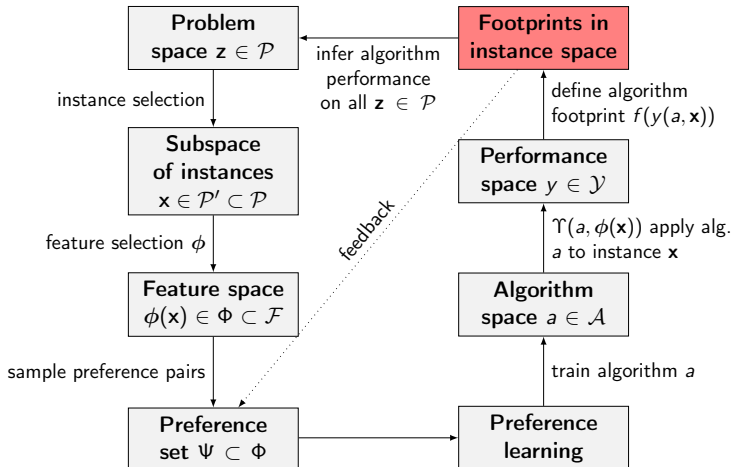 Problem
space z ∈ 𝒫
Footprints in
instance space
infer algorithm
performance
on all z ∈ 𝒫
instance selection
define algorithm
footprint f(y(a, x))
Subspace
of instances
x ∈ 𝒫′ ⊂ 𝒫
Performance
space y ∈ 𝒴
feedback
feature selection ϕ
Υ(a, ϕ(x)) apply alg.
a to instance x
Feature space
ϕ(x) ∈ Φ ⊂ ℱ
Algorithm
space a ∈ 𝒜
sample preference pairs
train algorithm a
Preference
set Ψ ⊂ Φ
Preference
learning